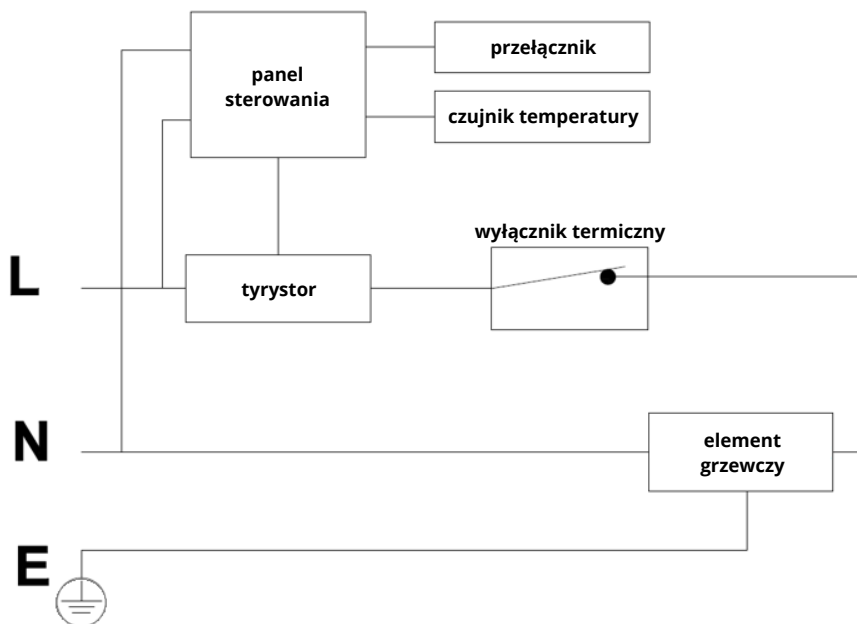 panel
sterowania
przełącznik
czujnik temperatury
wyłącznik termiczny
L
tyrystor
N
element
grzewczy
E